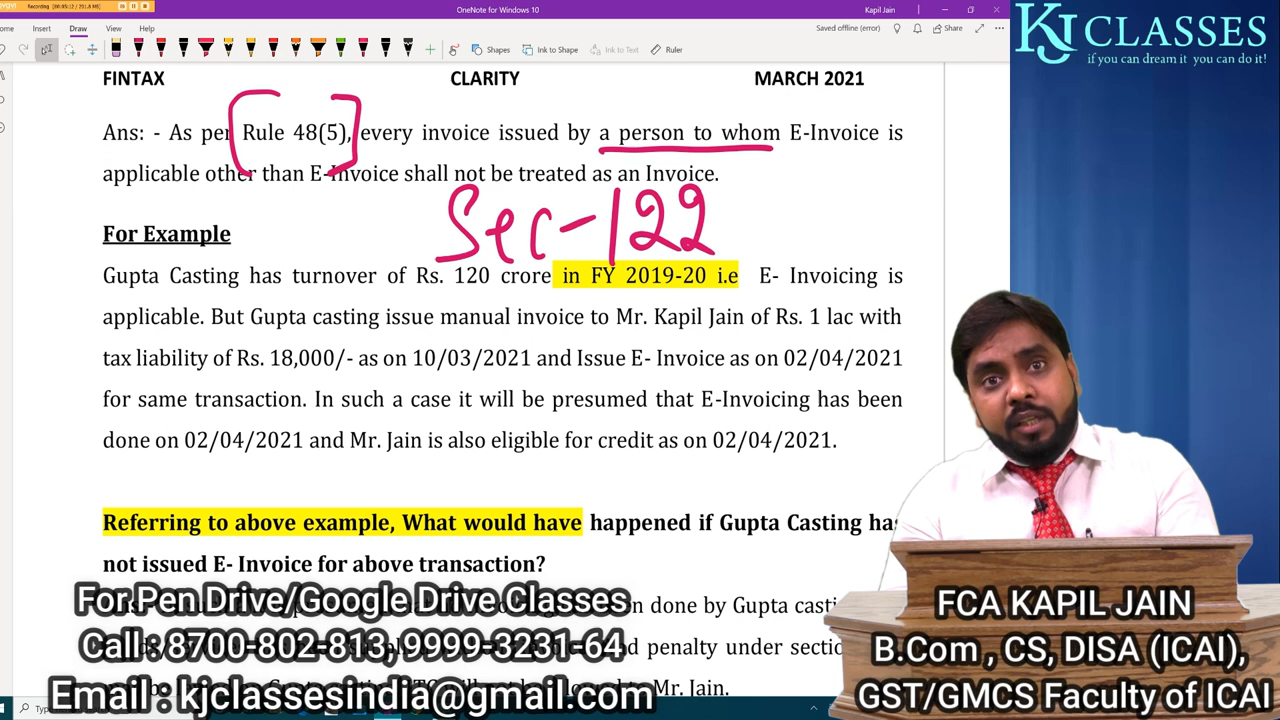 OneNote for Windows 10
Kapil Jain
Insert Draw View Help
Saved offline (error) Share
Shapes Ink to Shape Ink to Text Ruler
KJ CLASSES
if you can dream it you can do it!
FINTAX CLARITY MARCH 2021
Ans: - As per Rule 48(5), every invoice issued by a person to whom E-Invoice is
applicable other than E-Invoice shall not be treated as an Invoice.
Sec-122
For Example
Gupta Casting has turnover of Rs. 120 crore in FY 2019-20 i.e E- Invoicing is
applicable. But Gupta casting issue manual invoice to Mr. Kapil Jain of Rs. 1 lac with
tax liability of Rs. 18,000/- as on 10/03/2021 and Issue E- Invoice as on 02/04/2021
for same transaction. In such a case it will be presumed that E-Invoicing has been
done on 02/04/2021 and Mr. Jain is also eligible for credit as on 02/04/2021.
Referring to above example, What would have happened if Gupta Casting has
not issued E- Invoice for above transaction?
done by Gupta
penalty under
Mr. Jain.
For Pen Drive/Google Drive Classes
Call : 8700-802-813, 9999-3231-64
Email : kjclassesindia@gmail.com
FCA KAPIL JAIN
B.Com , CS, DISA (ICAI),
GST/GMCS Faculty of ICAI